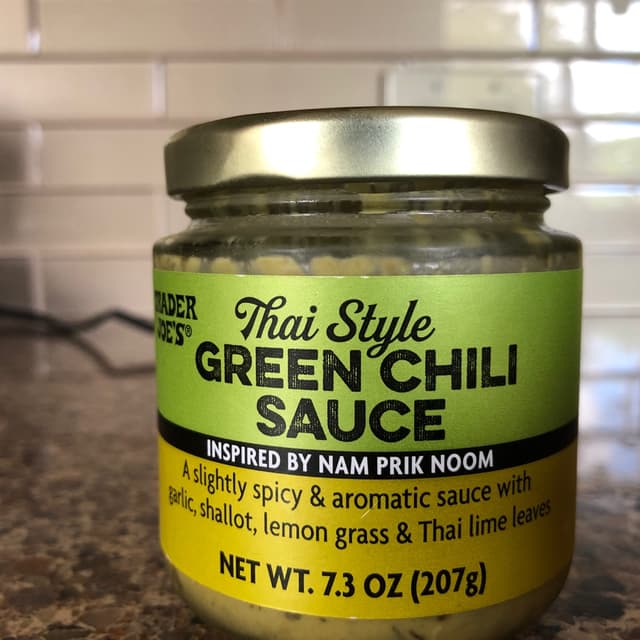 TRADER
JOE'S®
Thai Style
GREEN CHILI
SAUCE
INSPIRED BY NAM PRIK NOOM
A slightly spicy & aromatic sauce with
garlic, shallot, lemon grass & Thai lime leaves
NET WT. 7.3 OZ (207g)